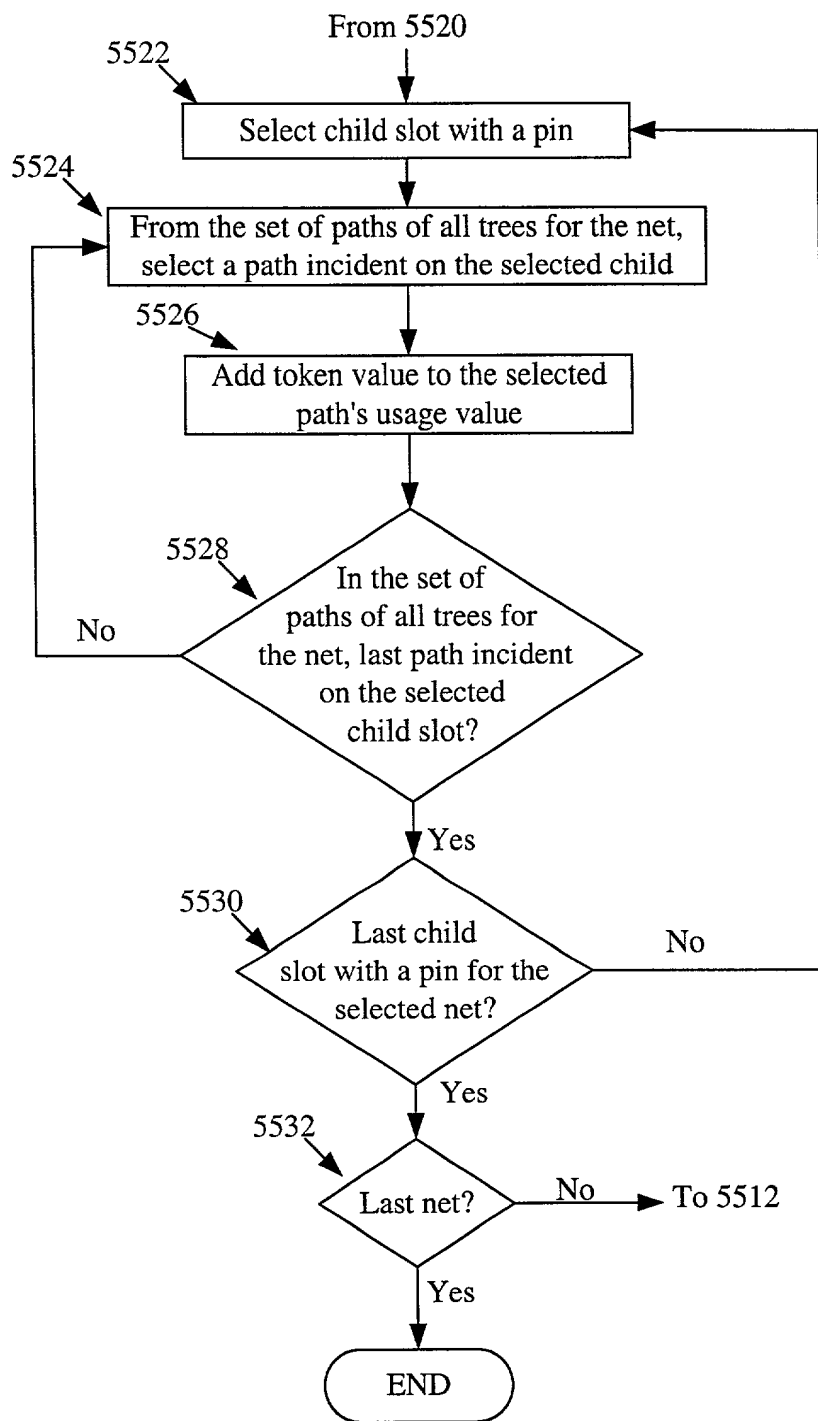 From 5520
5522
Select child slot with a pin
5524
From the set of paths of all trees for the net,
select a path incident on the selected child
5526
Add token value to the selected
path's usage value
5528
In the set of
paths of all trees for
the net, last path incident
on the selected
child slot?
No
Yes
5530
Last child
slot with a pin for the
selected net?
No
Yes
5532
Last net?
No
To 5512
Yes
END